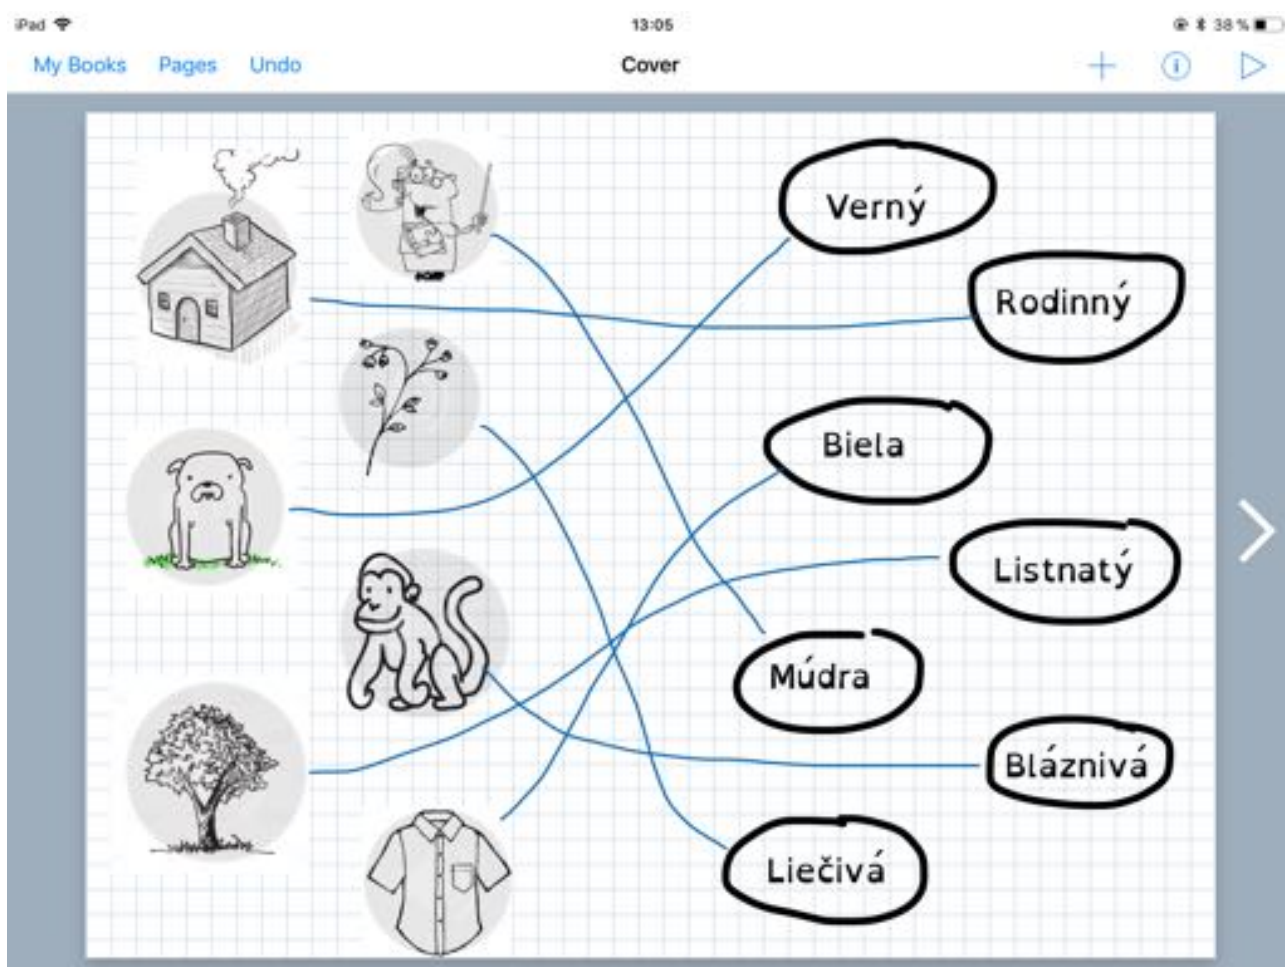 iPad 13:05 38 %
My Books Pages Undo Cover
Verný
Rodinný
Biela
Listnatý
Múdra
Bláznivá
Liečivá